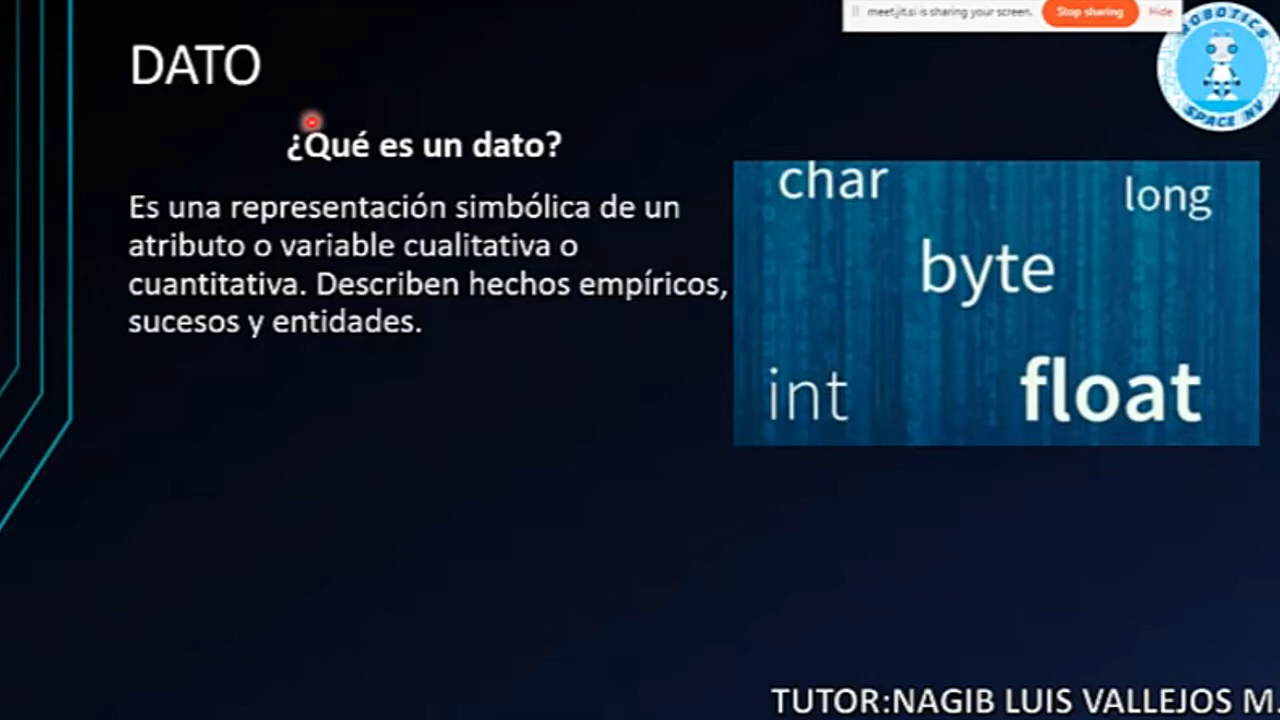 meet.jit.si is sharing your screen.
Stop sharing
Hide
ROBOTICS
SPACE NV
DATO
¿Qué es un dato?
Es una representación simbólica de un
atributo o variable cualitativa o
cuantitativa. Describen hechos empíricos,
sucesos y entidades.
char
long
byte
int
float
TUTOR:NAGIB LUIS VALLEJOS M.